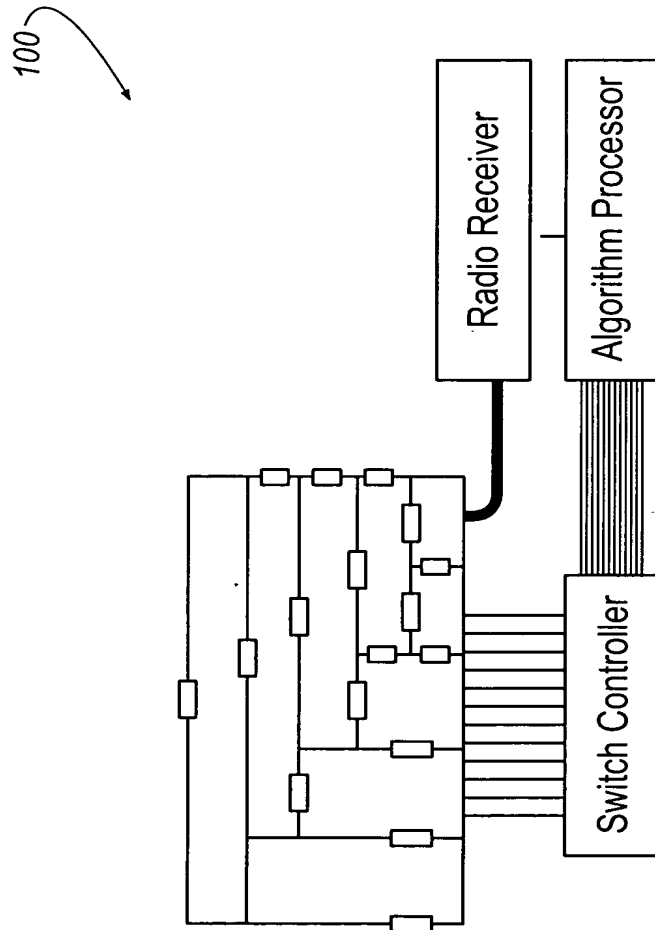 100
Radio Receiver
Algorithm Processor
Switch Controller